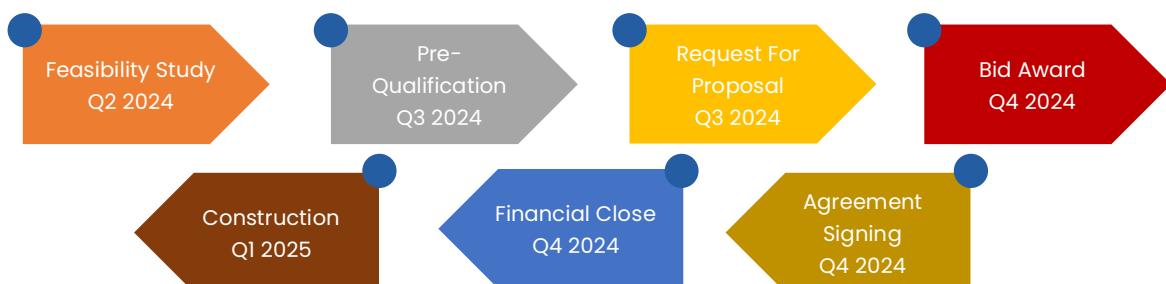 Feasibility Study
Q2 2024
Pre-
Qualification
Q3 2024
Request For
Proposal
Q3 2024
Bid Award
Q4 2024
Agreement
Signing
Q4 2024
Financial Close
Q4 2024
Construction
Q1 2025